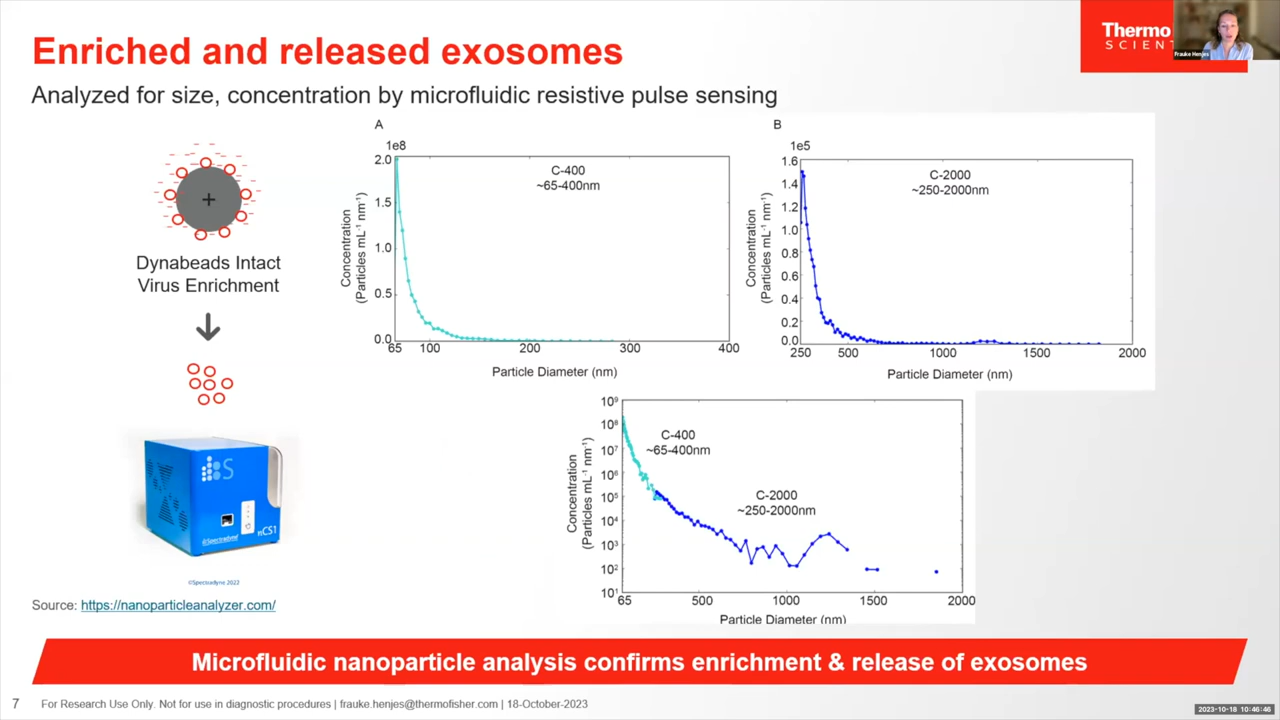 Enriched and released exosomes
Thermo
SCIEN
Frauke Henjes
Analyzed for size, concentration by microfluidic resistive pulse sensing
A
1e8
2.0
1.5
1.0
0.5
0.0
C-400
~65-400nm
Concentration
(Particles mL⁻¹ nm⁻¹)
65 100 200 300 400
Particle Diameter (nm)
B
1e5
1.6
1.4
1.2
1.0
0.8
0.6
0.4
0.2
0.0
C-2000
~250-2000nm
Concentration
(Particles mL⁻¹ nm⁻¹)
250 500 1000 1500 2000
Particle Diameter (nm)
+
Dynabeads Intact
Virus Enrichment
S
Spectradyne
nCS1
©Spectradyne 2022
10⁹
10⁸
10⁷
10⁶
10⁵
10⁴
10³
10²
10¹
C-400
~65-400nm
C-2000
~250-2000nm
Concentration
(Particles mL⁻¹ nm⁻¹)
65 500 1000 1500 2000
Particle Diameter (nm)
Source: https://nanoparticleanalyzer.com/
Microfluidic nanoparticle analysis confirms enrichment & release of exosomes
7 For Research Use Only. Not for use in diagnostic procedures | frauke.henjes@thermofisher.com | 18-October-2023
2023-10-18 10:46:46